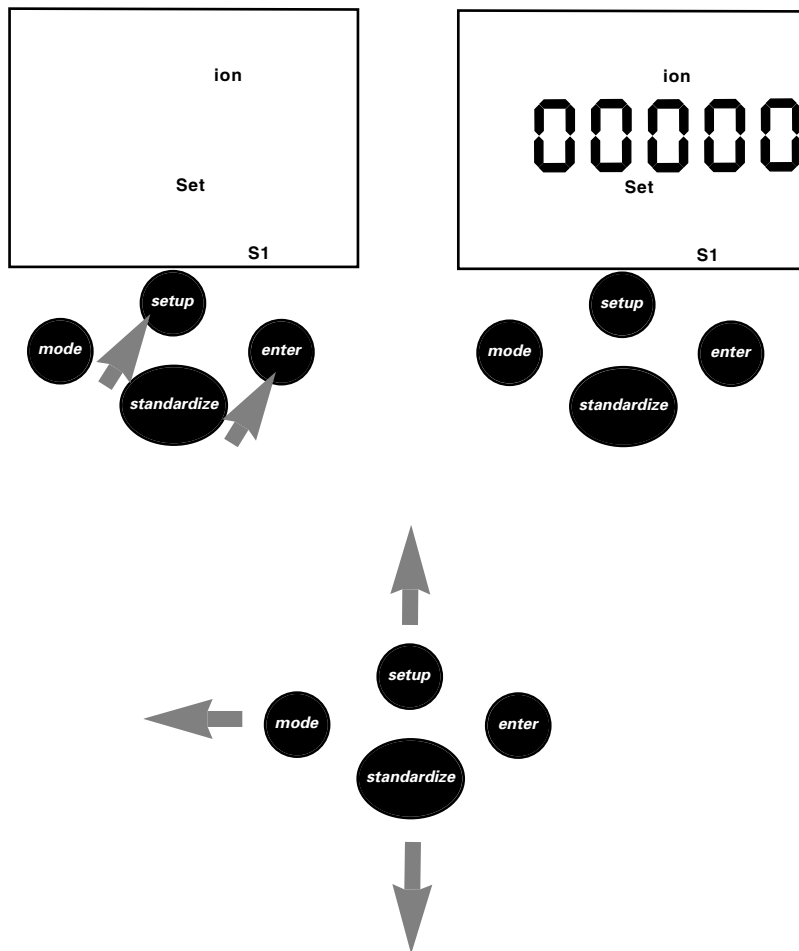 ion
Set
S1
setup
mode
enter
standardize
ion
00000
Set
S1
setup
mode
enter
standardize
setup
mode
enter
standardize